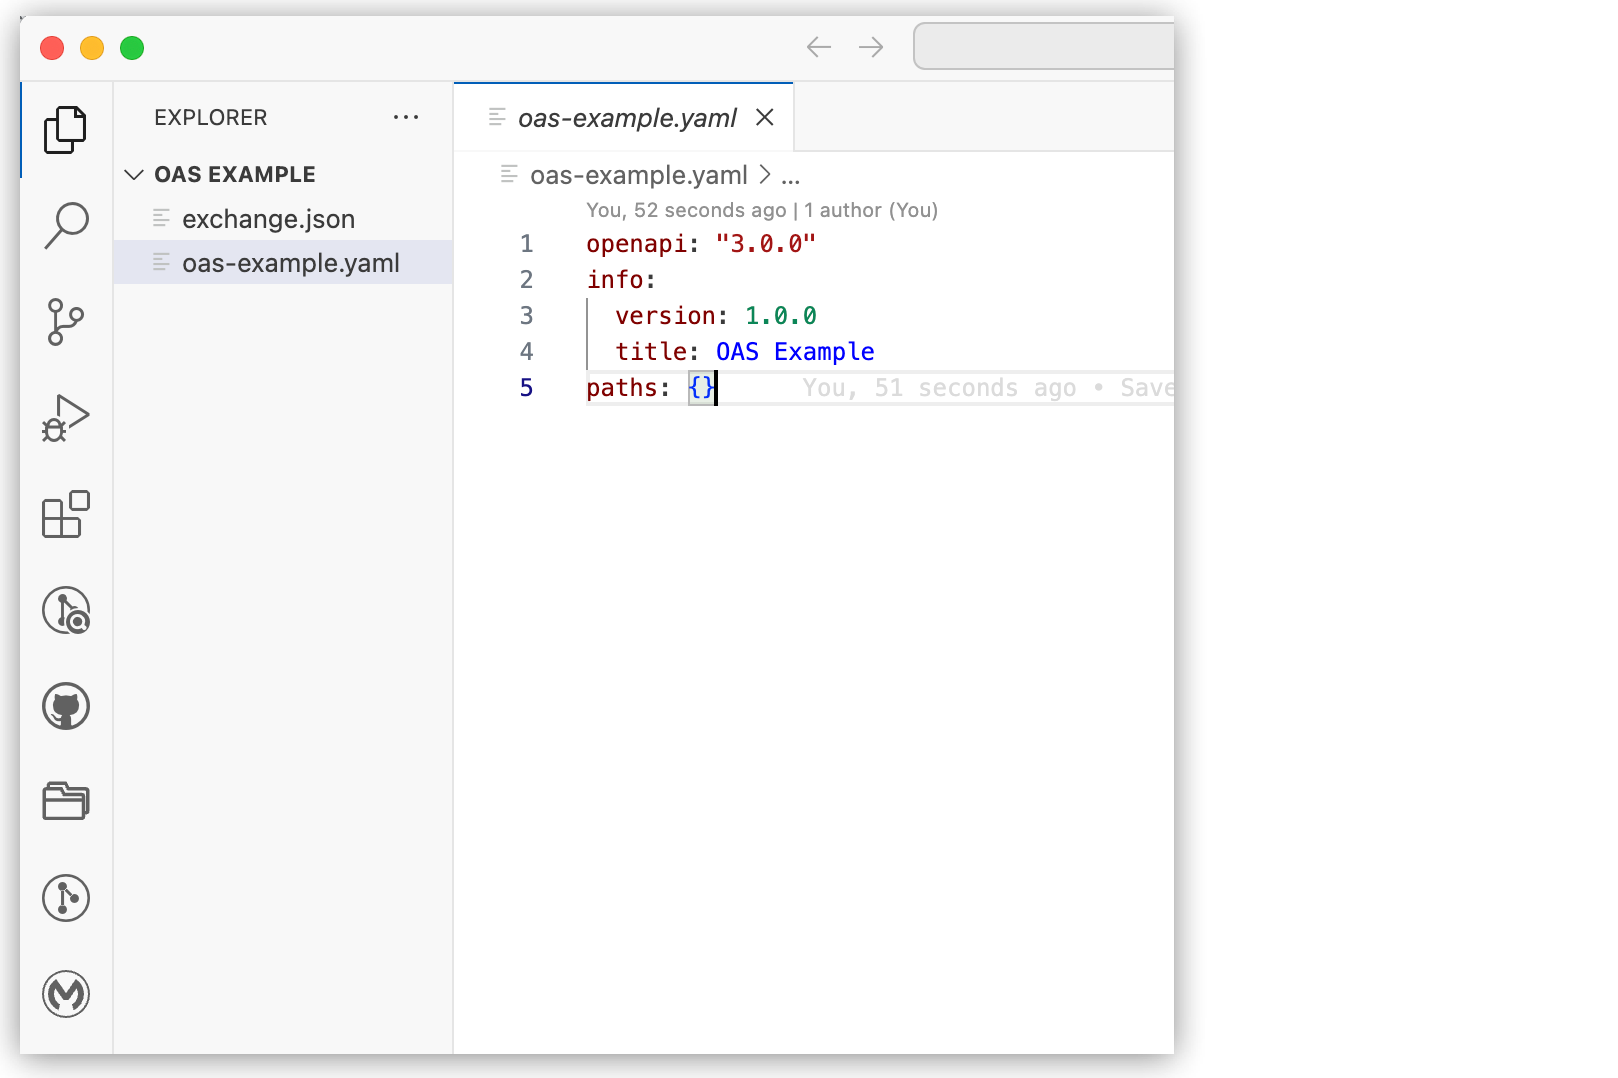 EXPLORER
OAS EXAMPLE
exchange.json
oas-example.yaml
oas-example.yaml
oas-example.yaml > ...
You, 52 seconds ago | 1 author (You)
1 openapi: "3.0.0"
2 info:
3 version: 1.0.0
4 title: OAS Example
5 paths: {} You, 51 seconds ago • Save